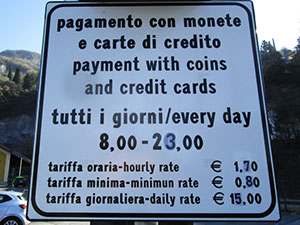 pagamento con monete
e carte di credito
payment with coins
and credit cards
tutti i giorni/every day
8,00-23,00
tariffa oraria-hourly rate € 1,70
tariffa minima-minimun rate € 0,80
tariffa giornaliera-daily rate € 15,00